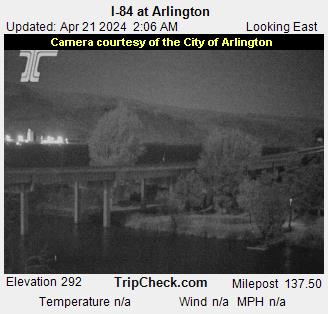 I-84 at Arlington
Updated: Apr 21 2024 2:06 AM Looking East
Camera courtesy of the City of Arlington
Elevation 292 TripCheck.com Milepost 137.50
Temperature n/a Wind n/a MPH n/a